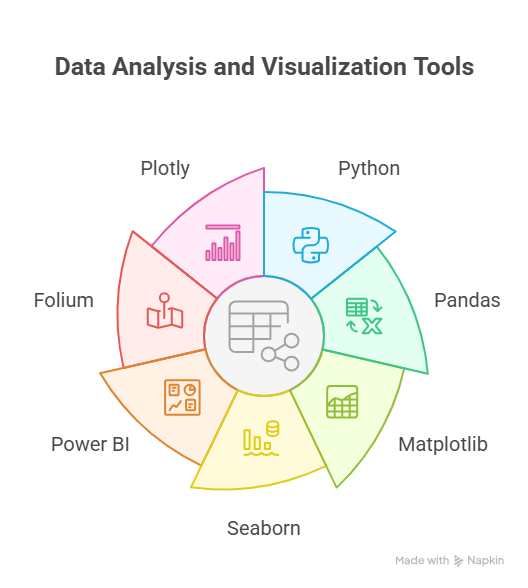 Data Analysis and Visualization Tools
Plotly
Python
Folium
Pandas
Power BI
Matplotlib
Seaborn
Made with Napkin